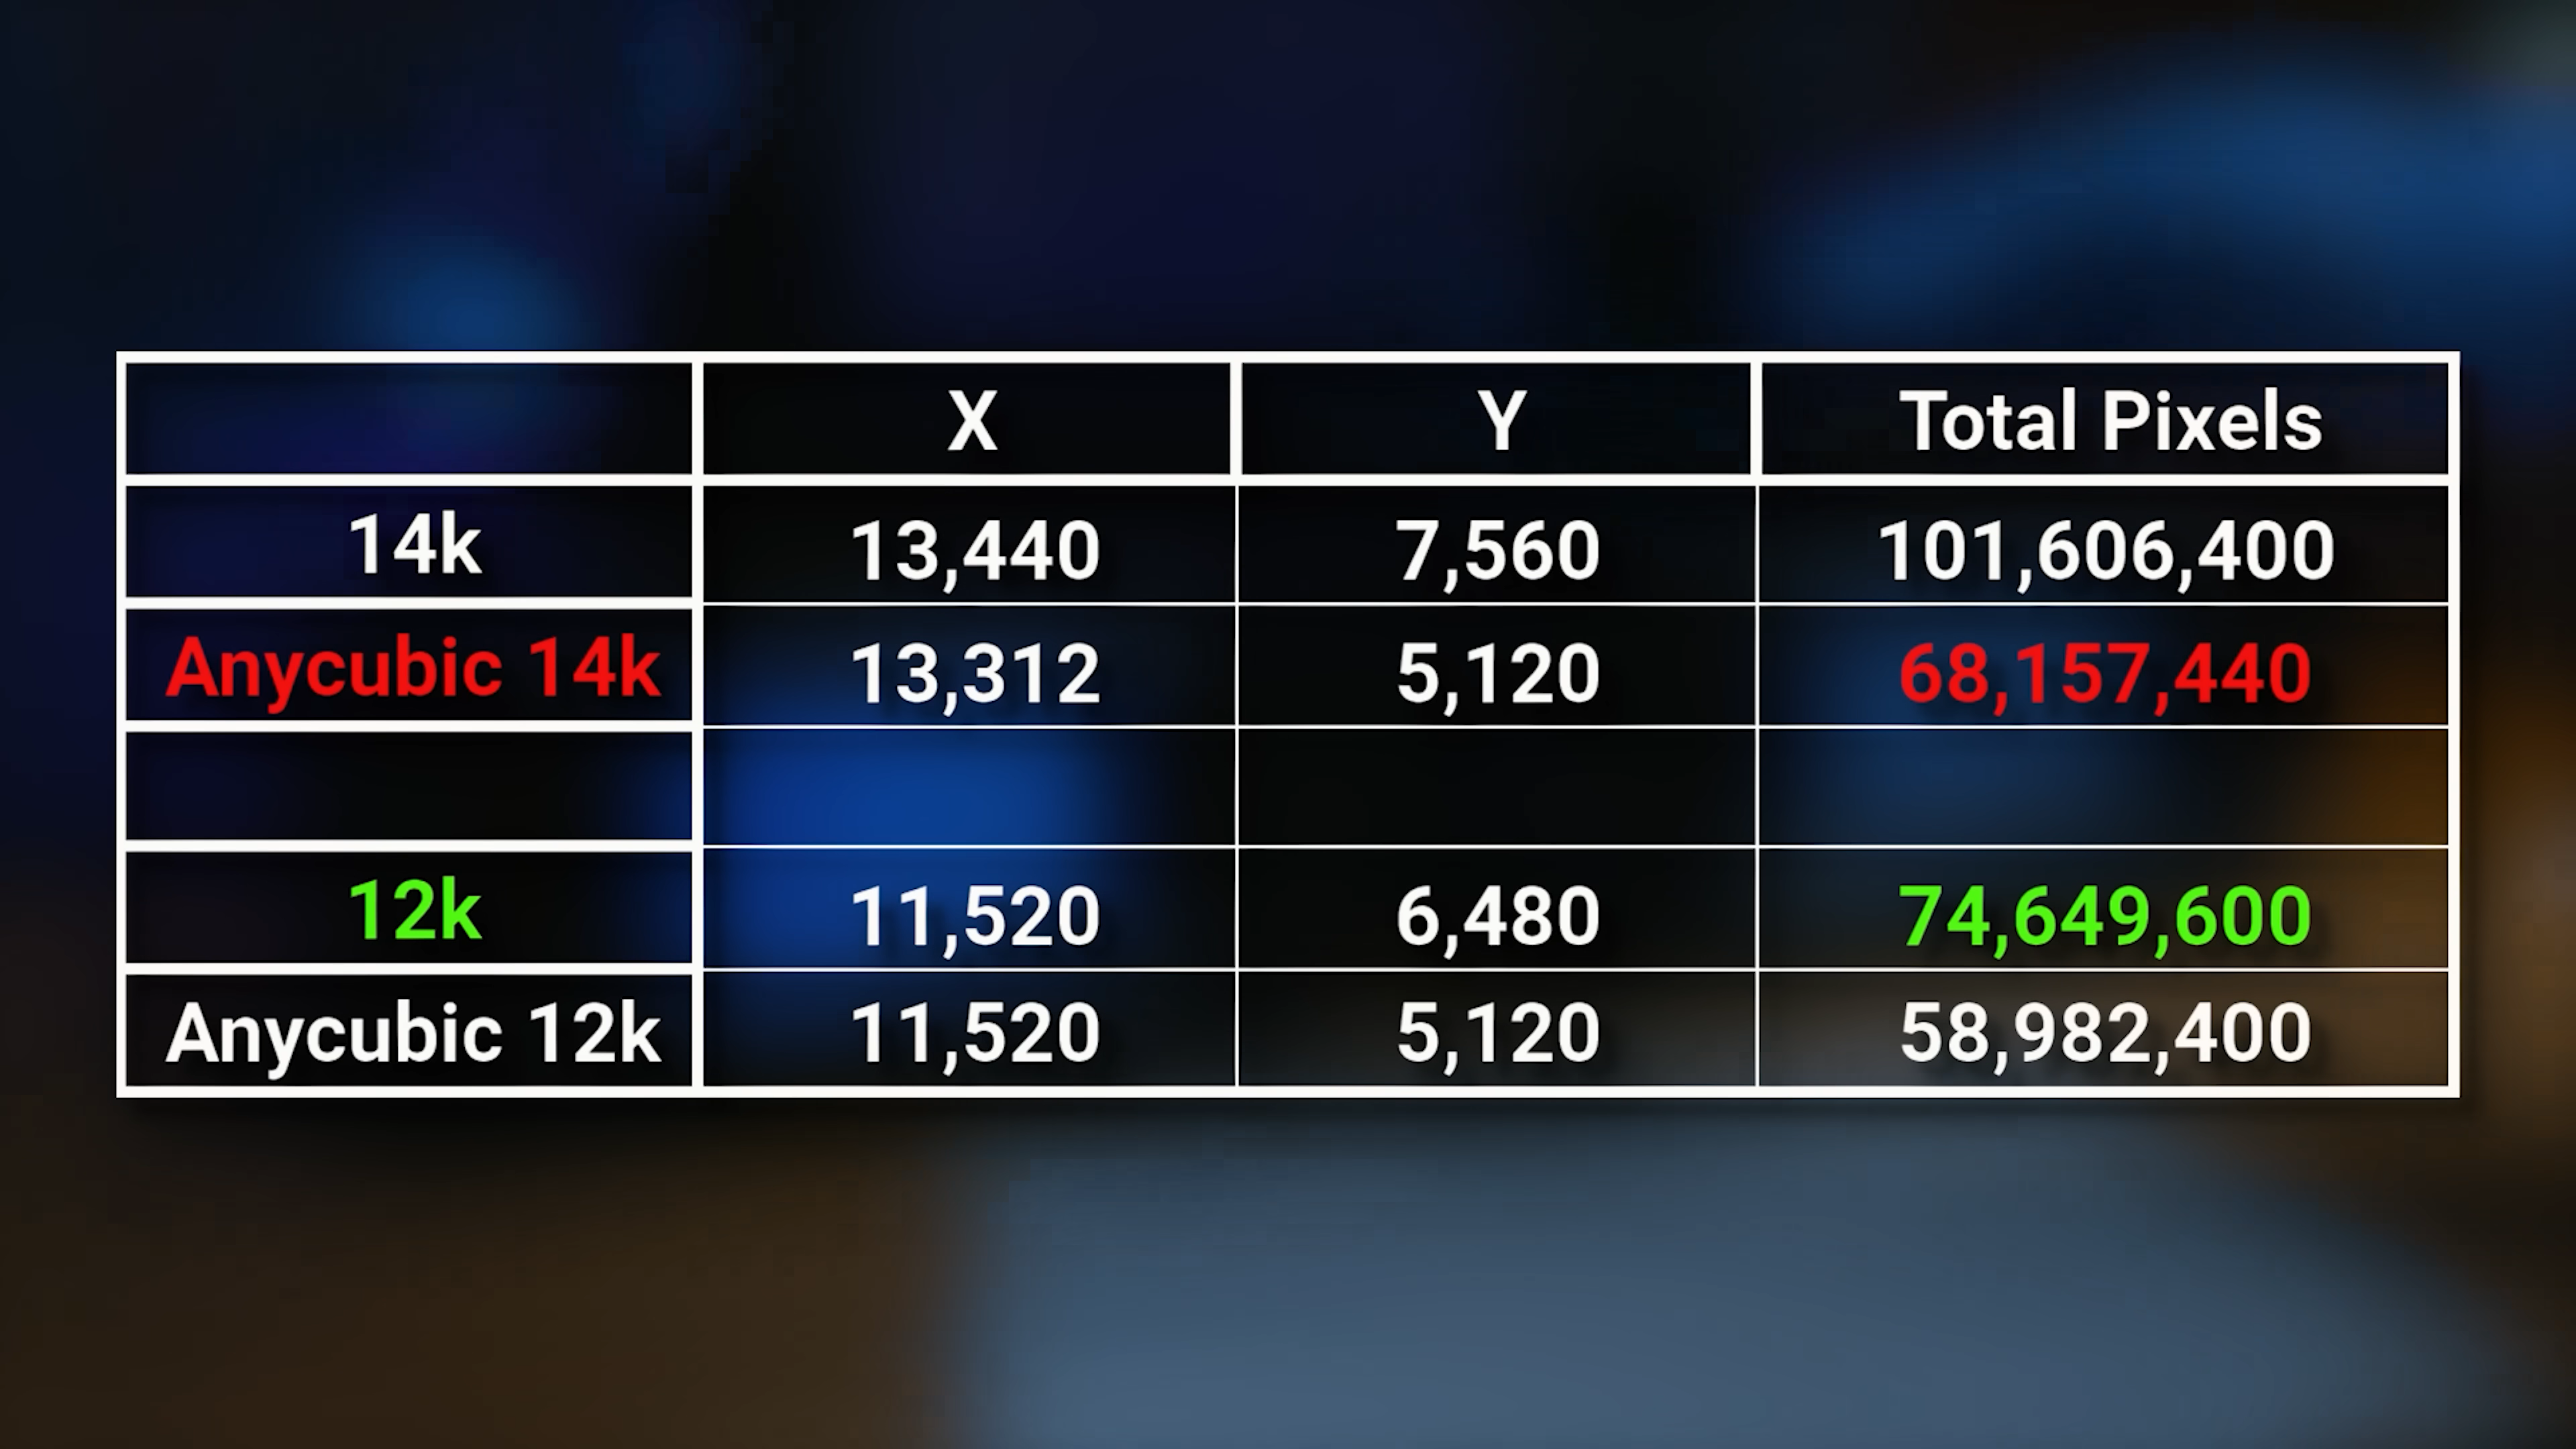 X Y Total Pixels
14k 13,440 7,560 101,606,400
Anycubic 14k 13,312 5,120 68,157,440
12k 11,520 6,480 74,649,600
Anycubic 12k 11,520 5,120 58,982,400